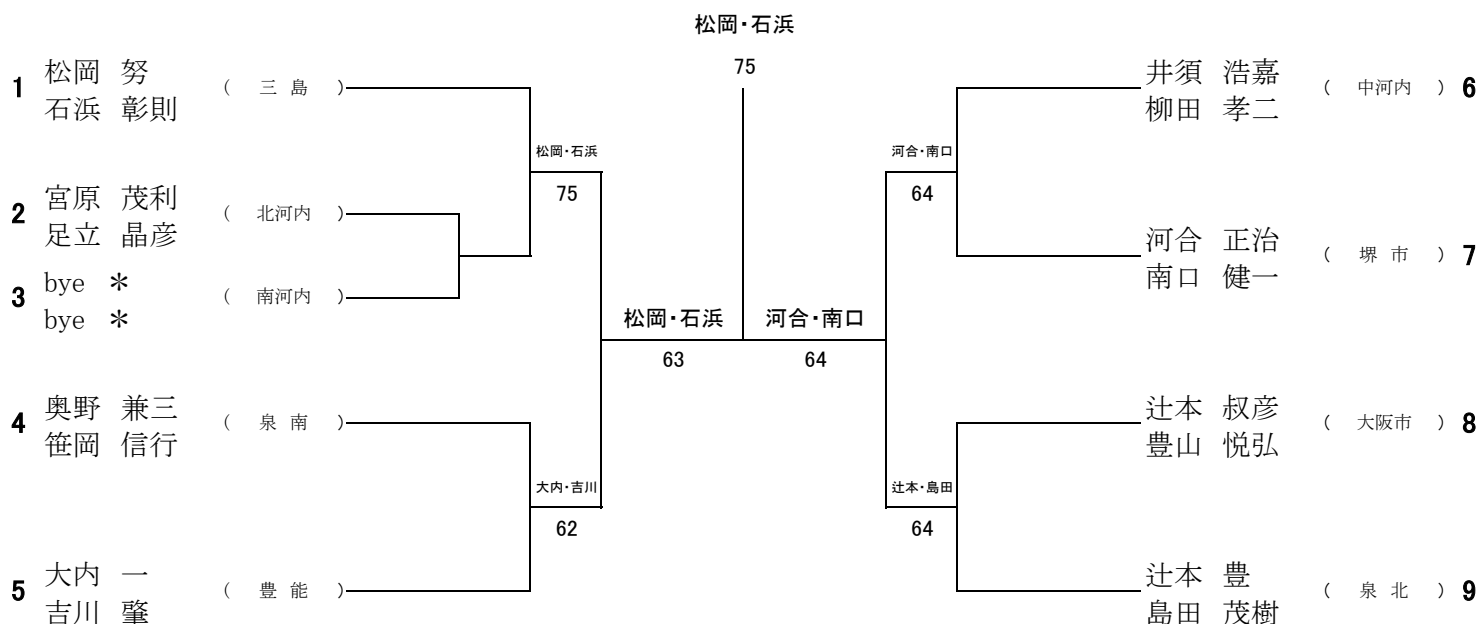 松岡・石浜
75
1 松岡 努 ( 三 島 )
石浜 彰則
松岡・石浜
75
2 宮原 茂利 ( 北河内 )
足立 晶彦
3 bye * ( 南河内 )
bye *
松岡・石浜
63
4 奥野 兼三 ( 泉 南 )
笹岡 信行
大内・吉川
62
5 大内 一 ( 豊 能 )
吉川 肇
井須 浩嘉 ( 中河内 ) 6
柳田 孝二
河合・南口
64
河合 正治 ( 堺 市 ) 7
南口 健一
河合・南口
64
辻本 叔彦 ( 大阪市 ) 8
豊山 悦弘
辻本・島田
64
辻本 豊 ( 泉 北 ) 9
島田 茂樹